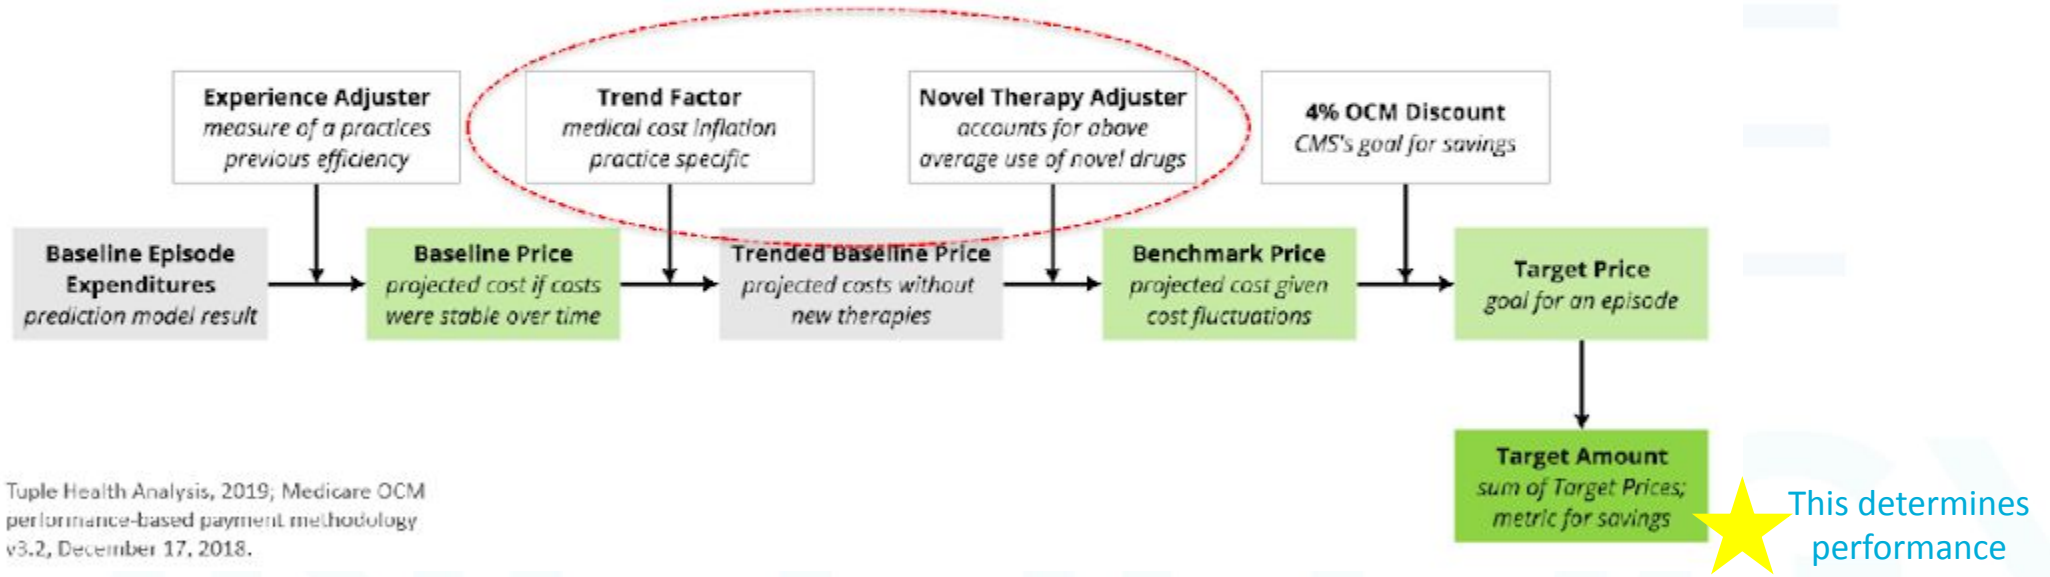 Experience Adjuster
measure of a practices
previous efficiency
Trend Factor
medical cost inflation
practice specific
Novel Therapy Adjuster
accounts for above
average use of novel drugs
4% OCM Discount
CMS's goal for savings
Baseline Episode
Expenditures
prediction model result
Baseline Price
projected cost if costs
were stable over time
Trended Baseline Price
projected costs without
new therapies
Benchmark Price
projected cost given
cost fluctuations
Target Price
goal for an episode
Target Amount
sum of Target Prices;
metric for savings
This determines
performance
Tuple Health Analysis, 2019; Medicare OCM
performance-based payment methodology
v3.2, December 17, 2018.